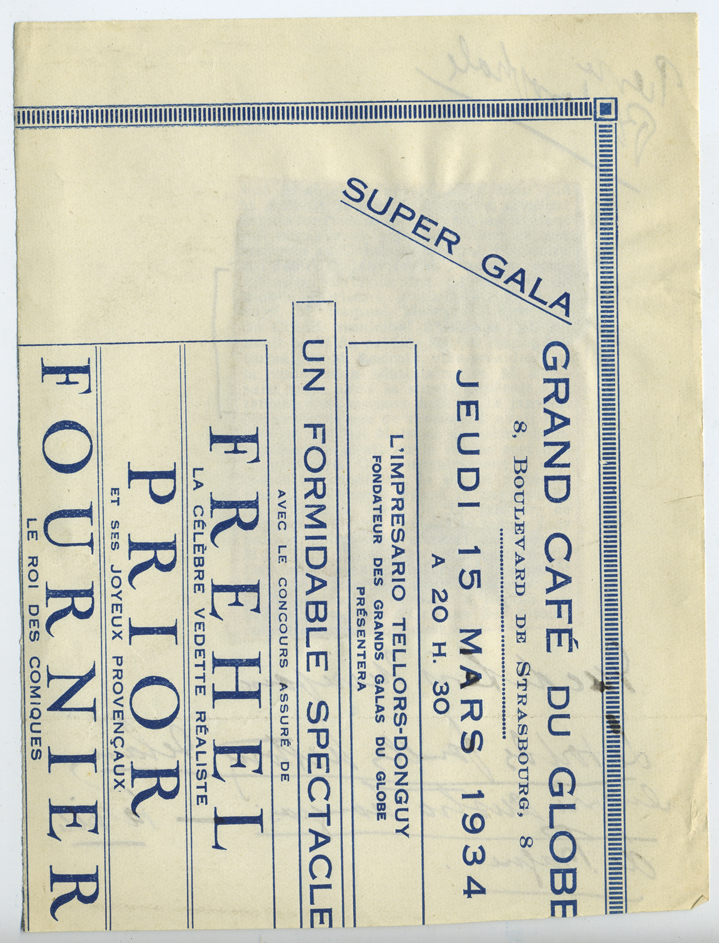 SUPER GALA
GRAND CAFÉ DU GLOBE
8, BOULEVARD DE STRASBOURG, 8
JEUDI 15 MARS 1934
A 20 H. 30
L'IMPRESARIO TELLORS-DONGUY
FONDATEUR DES GRANDS GALAS DU GLOBE
PRÉSENTERA
UN FORMIDABLE SPECTACLE
AVEC LE CONCOURS ASSURÉ DE
FREHEL
LA CÉLÈBRE VEDETTE RÉALISTE
PRIOR
ET SES JOYEUX PROVENÇAUX
FOURNIER
LE ROI DES COMIQUES